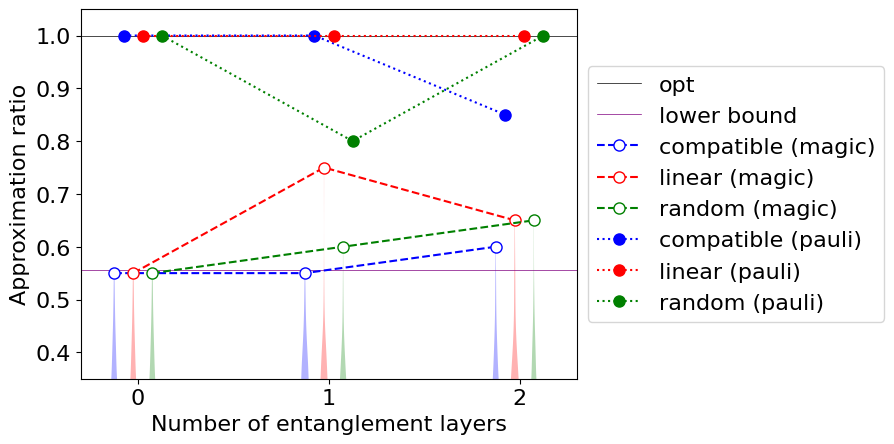 1.0
0.9
0.8
0.7
0.6
0.5
0.4
Approximation ratio
0 1 2
Number of entanglement layers
opt
lower bound
compatible (magic)
linear (magic)
random (magic)
compatible (pauli)
linear (pauli)
random (pauli)